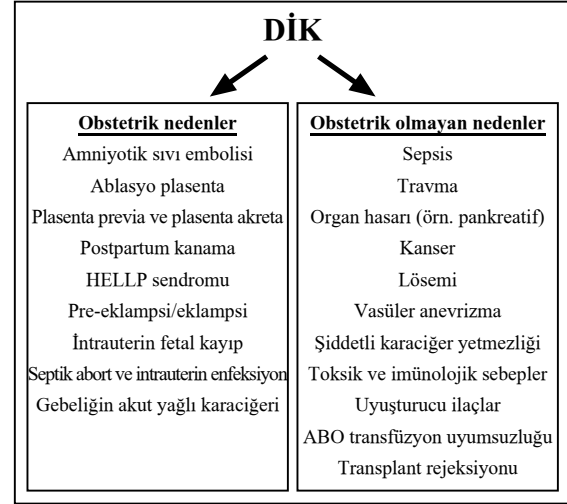 DİK
Obstetrik nedenler
Amniyotik sıvı embolisi
Ablasyo plasenta
Plasenta previa ve plasenta akreta
Postpartum kanama
HELLP sendromu
Pre-eklampsi/eklampsi
İntrauterin fetal kayıp
Septik abort ve intrauterin enfeksiyon
Gebeliğin akut yağlı karaciğeri
Obstetrik olmayan nedenler
Sepsis
Travma
Organ hasarı (örn. pankreatif)
Kanser
Lösemi
Vasüler anevrizma
Şiddetli karaciğer yetmezliği
Toksik ve imünolojik sebepler
Uyuşturucu ilaçlar
ABO transfüzyon uyumsuzluğu
Transplant rejeksiyonu